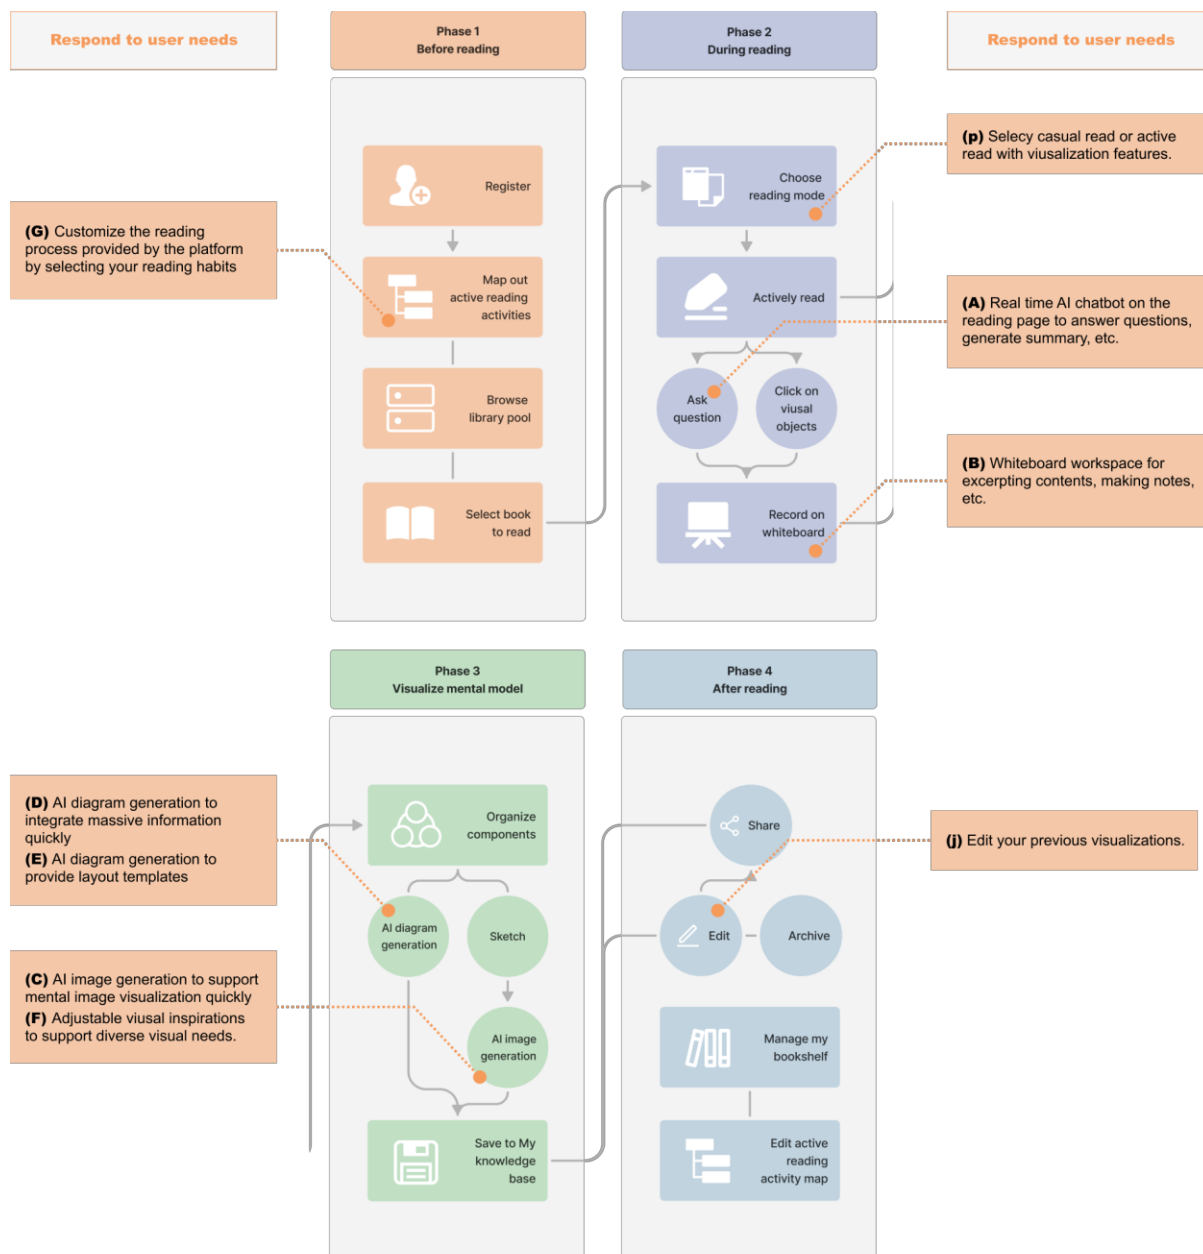 Respond to user needs
Phase 1
Before reading
Phase 2
During reading
Respond to user needs
Register
Map out
active reading
activities
Browse
library pool
Select book
to read
(G) Customize the reading
process provided by the platform
by selecting your reading habits
Choose
reading mode
Actively read
Ask
question
Click on
viusal
objects
Record on
whiteboard
(p) Selecy casual read or active
read with viusalization features.
(A) Real time AI chatbot on the
reading page to answer questions,
generate summary, etc.
(B) Whiteboard workspace for
excerpting contents, making notes,
etc.
Phase 3
Visualize mental model
Phase 4
After reading
(D) AI diagram generation to
integrate massive information
quickly
(E) AI diagram generation to
provide layout templates
(C) AI image generation to support
mental image visualization quickly
(F) Adjustable viusal inspirations
to support diverse visual needs.
Organize
components
AI diagram
generation
Sketch
AI image
generation
Save to My
knowledge
base
Share
Edit
Archive
Manage my
bookshelf
Edit active
reading
activity map
(j) Edit your previous visualizations.